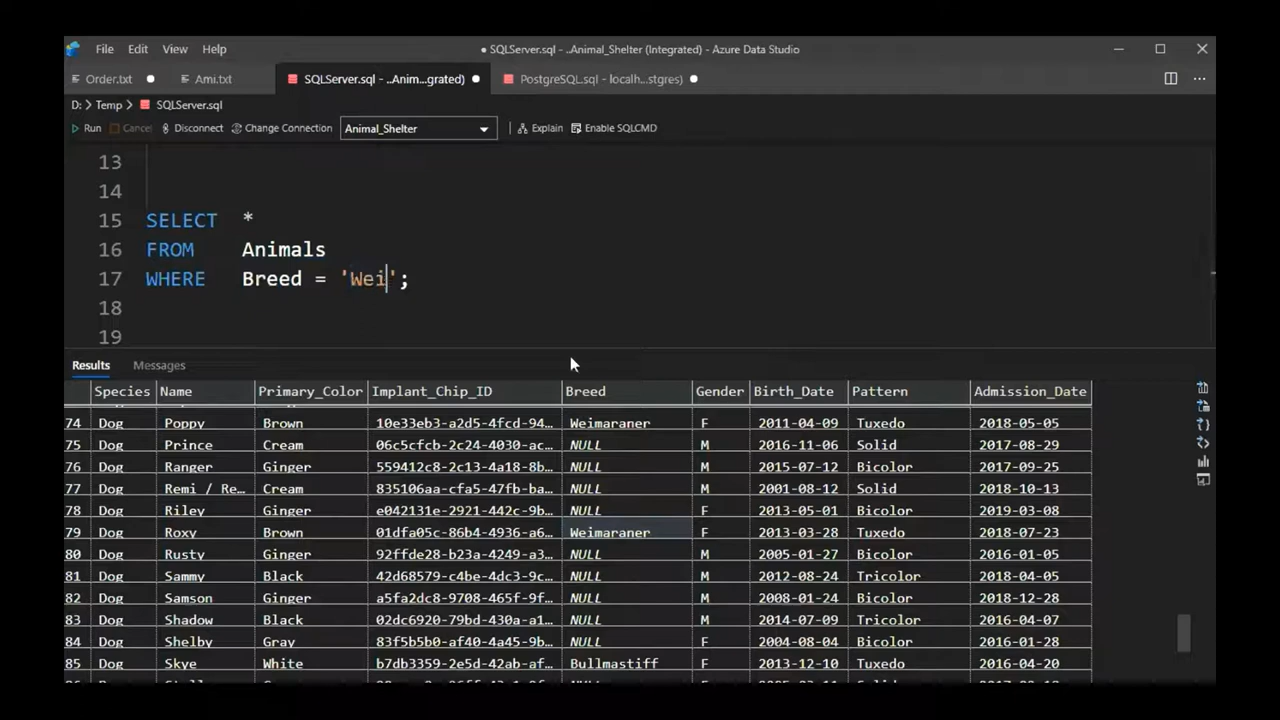 File Edit View Help ● SQLServer.sql - ..Animal_Shelter (Integrated) - Azure Data Studio
Order.txt Ami.txt SQLServer.sql - ..Anim...grated) PostgreSQL.sql - localh...stgres)
D: > Temp > SQLServer.sql
Run Cancel Disconnect Change Connection Animal_Shelter Explain Enable SQLCMD
13
14
15 SELECT *
16 FROM Animals
17 WHERE Breed = 'Wei';
18
19
Results Messages
Species Name Primary_Color Implant_Chip_ID Breed Gender Birth_Date Pattern Admission_Date
74 Dog Poppy Brown 10e33eb3-a2d5-4fcd-94... Weimaraner F 2011-04-09 Tuxedo 2018-05-05
75 Dog Prince Cream 06c5cfcb-2c24-4030-ac... NULL M 2016-11-06 Solid 2017-08-29
76 Dog Ranger Ginger 559412c8-2c13-4a18-8b... NULL M 2015-07-12 Bicolor 2017-09-25
77 Dog Remi / Re... Cream 835106aa-cfa5-47fb-ba... NULL M 2001-08-12 Solid 2018-10-13
78 Dog Riley Ginger e042131e-2921-442c-9b... NULL F 2013-05-01 Bicolor 2019-03-08
79 Dog Roxy Brown 01dfa05c-86b4-4936-a6... Weimaraner F 2013-03-28 Tuxedo 2018-07-23
80 Dog Rusty Ginger 92ffde28-b23a-4249-a3... NULL M 2005-01-27 Bicolor 2016-01-05
81 Dog Sammy Black 42d68579-c4be-4dc3-9c... NULL M 2012-08-24 Tricolor 2018-04-05
82 Dog Samson Ginger a5fa2dc8-9708-465f-9f... NULL M 2008-01-24 Bicolor 2018-12-28
83 Dog Shadow Black 02dc6920-79bd-430a-a1... NULL M 2014-07-09 Tricolor 2016-04-07
84 Dog Shelby Gray 83f5b5b0-af40-4a45-9b... NULL F 2004-08-04 Bicolor 2016-01-28
85 Dog Skye White b7db3359-2e5d-42ab-af... Bullmastiff F 2013-12-10 Tuxedo 2016-04-20